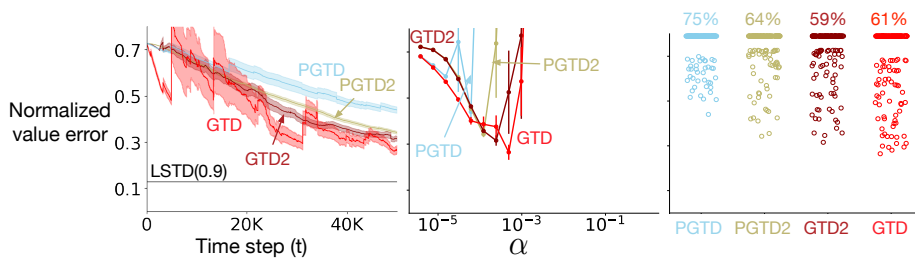 Normalized
value error
0.7
0.5
0.3
0.1
PGTD
PGTD2
GTD
GTD2
LSTD(0.9)
0
20K
40K
Time step (t)
GTD2
PGTD2
PGTD
GTD
10⁻⁵
10⁻³
10⁻¹
α
75%
64%
59%
61%
PGTD
PGTD2
GTD2
GTD